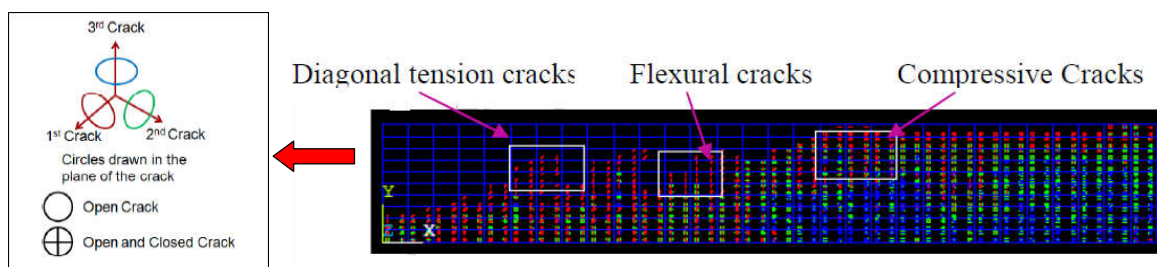 3rd Crack
1st Crack
2nd Crack
Circles drawn in the
plane of the crack
Open Crack
Open and Closed Crack
Diagonal tension cracks
Flexural cracks
Compressive Cracks
Y
Z
X